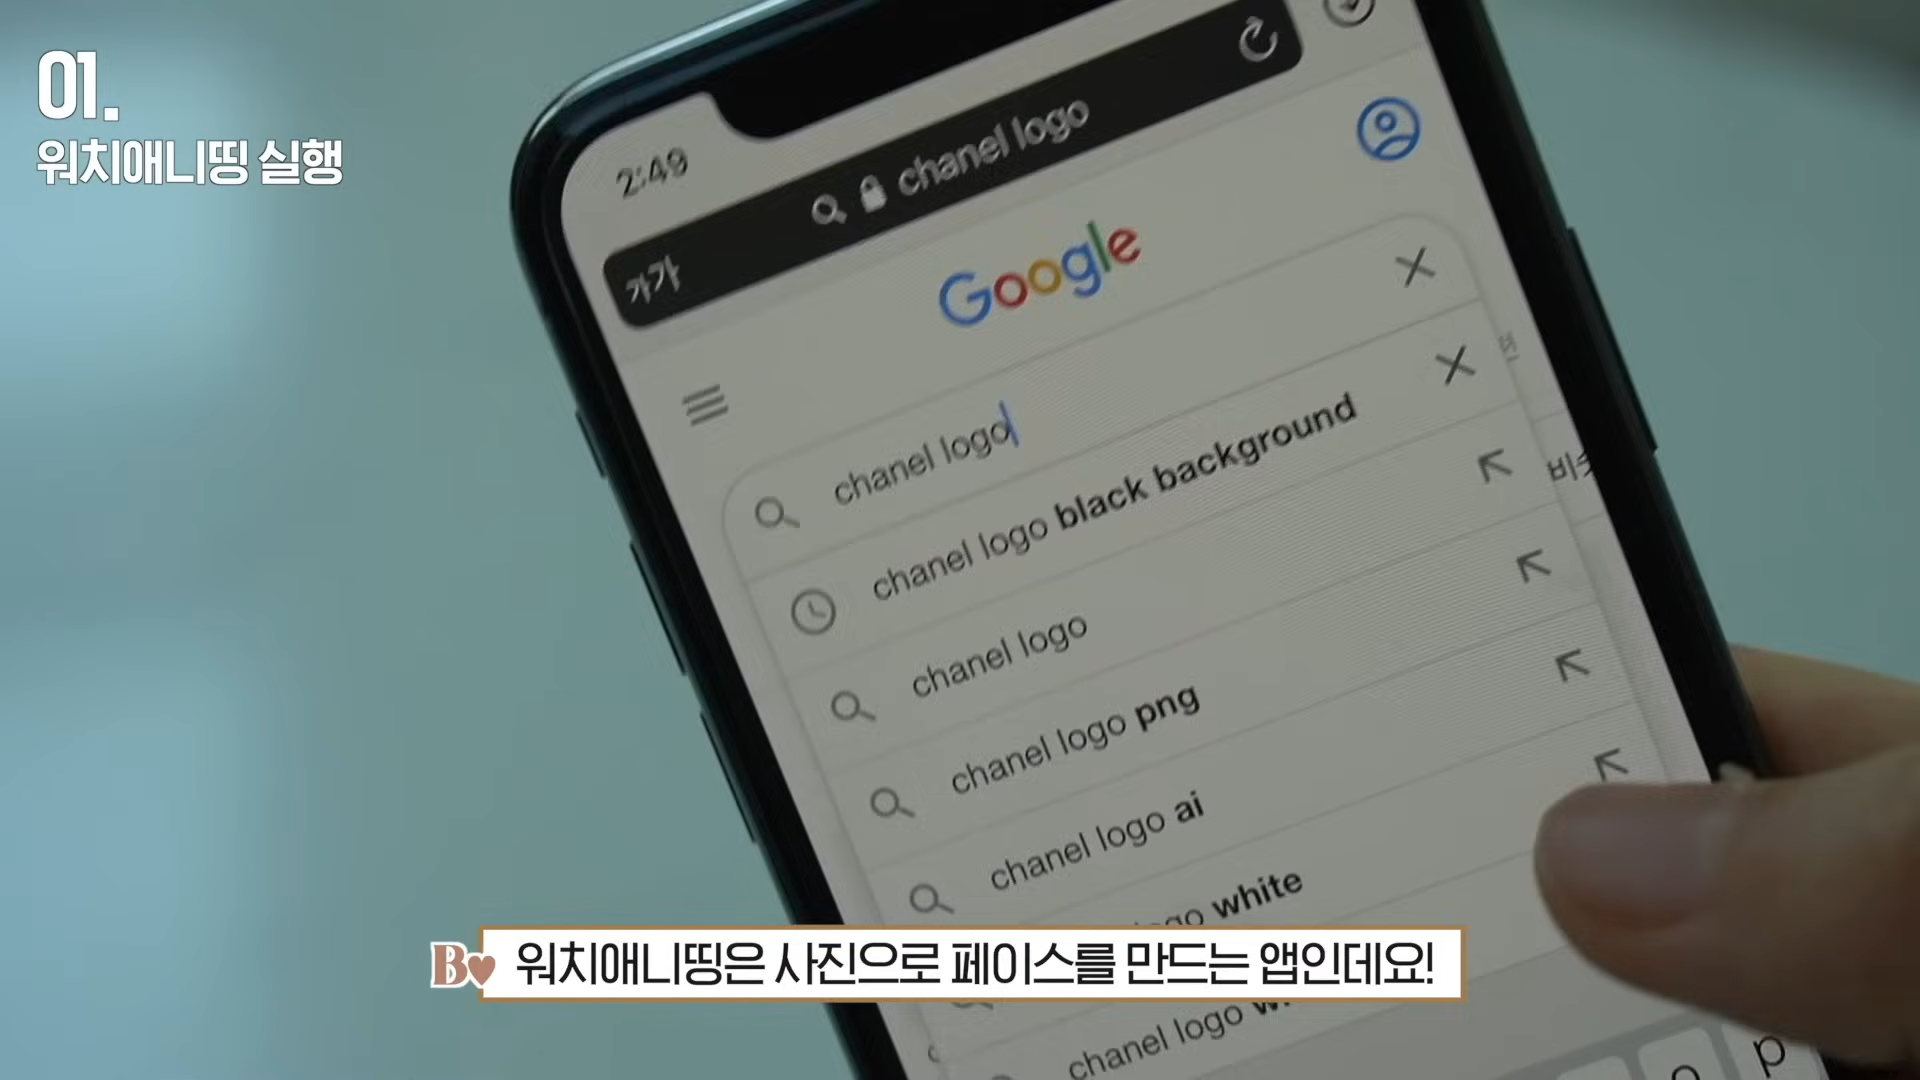 01.
워치애니띵 실행
2:49
chanel logo
가가
Google
chanel logo
chanel logo black background
chanel logo
chanel logo png
chanel logo ai
white
chanel logo
p
B
워치애니띵은 사진으로 페이스를 만드는 앱인데요!